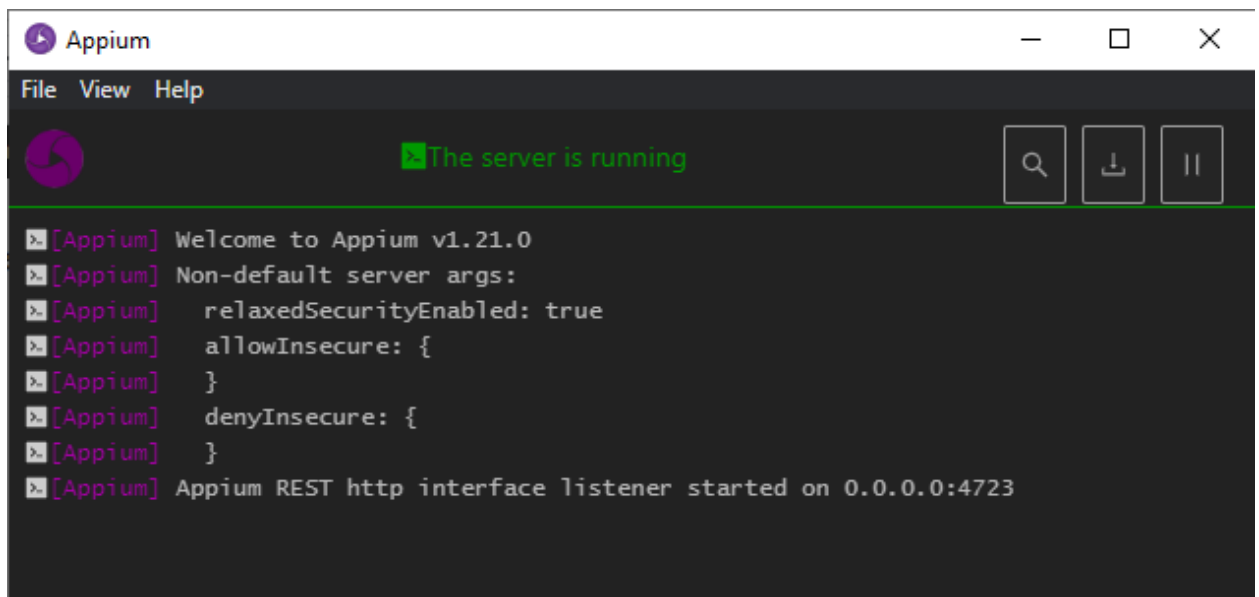 Appium
File View Help
The server is running
[Appium] Welcome to Appium v1.21.0
[Appium] Non-default server args:
[Appium]   relaxedSecurityEnabled: true
[Appium]   allowInsecure: {
[Appium]   }
[Appium]   denyInsecure: {
[Appium]   }
[Appium] Appium REST http interface listener started on 0.0.0.0:4723